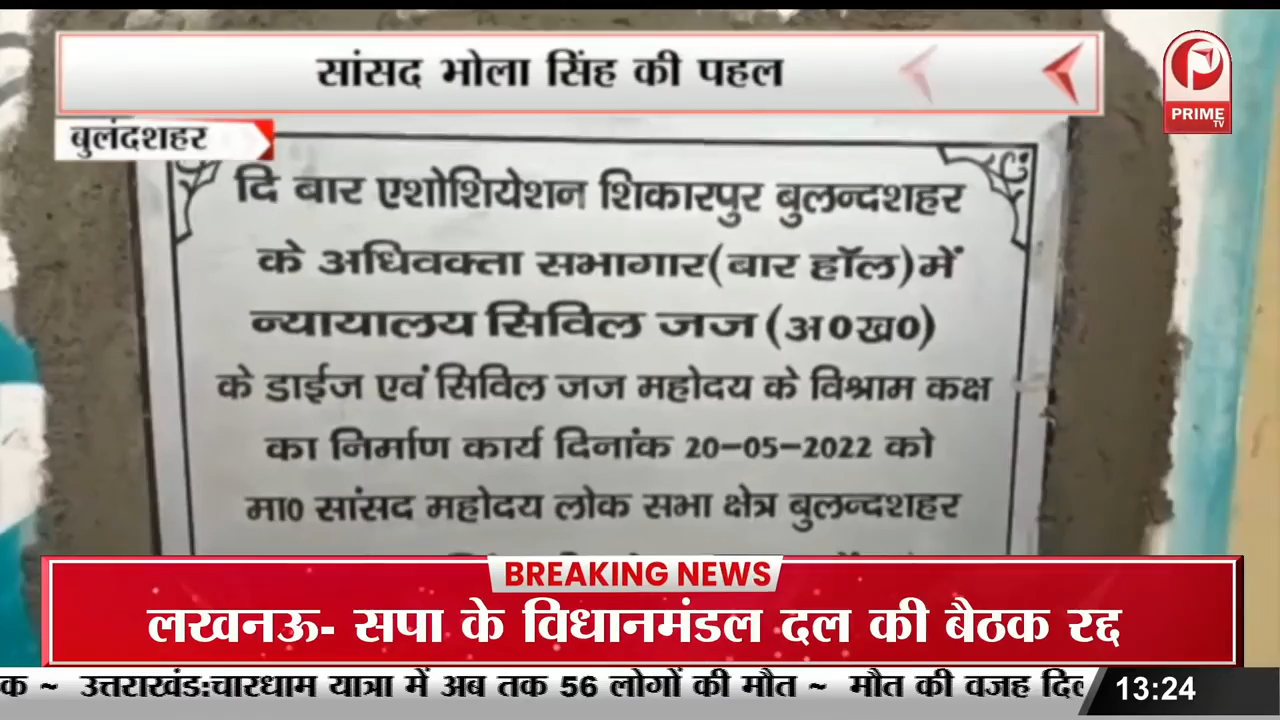 सांसद भोला सिंह की पहल
PRIME
TV
बुलंदशहर
दि बार एशोशियेशन शिकारपुर बुलन्दशहर
के अधिवक्ता सभागार(बार हॉल)में
न्यायालय सिविल जज (अ०ख०)
के डाईज एवं सिविल जज महोदय के विश्राम कक्ष
का निर्माण कार्य दिनांक 20-05-2022 को
मा0 सांसद महोदय लोक सभा क्षेत्र बुलन्दशहर
BREAKING NEWS
लखनऊ- सपा के विधानमंडल दल की बैठक रद्द
क ~ उत्तराखंड:चारधाम यात्रा में अब तक 56 लोगों की मौत ~ मौत की वजह
13:24